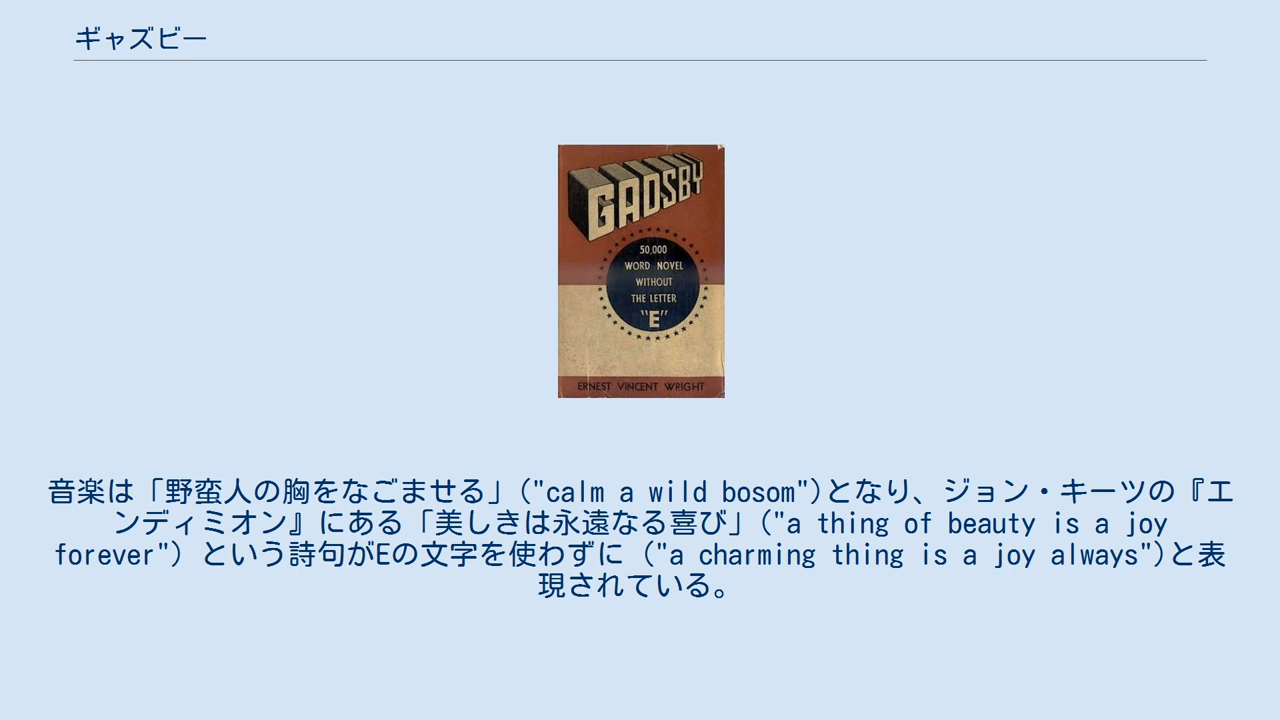 ギャズビー
GADSBY
50,000
WORD NOVEL
WITHOUT
THE LETTER
"E"
ERNEST VINCENT WRIGHT
音楽は「野蛮人の胸をなごませる」("calm a wild bosom")となり、ジョン・キーツの『エ
ンディミオン』にある「美しきは永遠なる喜び」("a thing of beauty is a joy
forever") という詩句がEの文字を使わずに ("a charming thing is a joy always")と表
現されている。